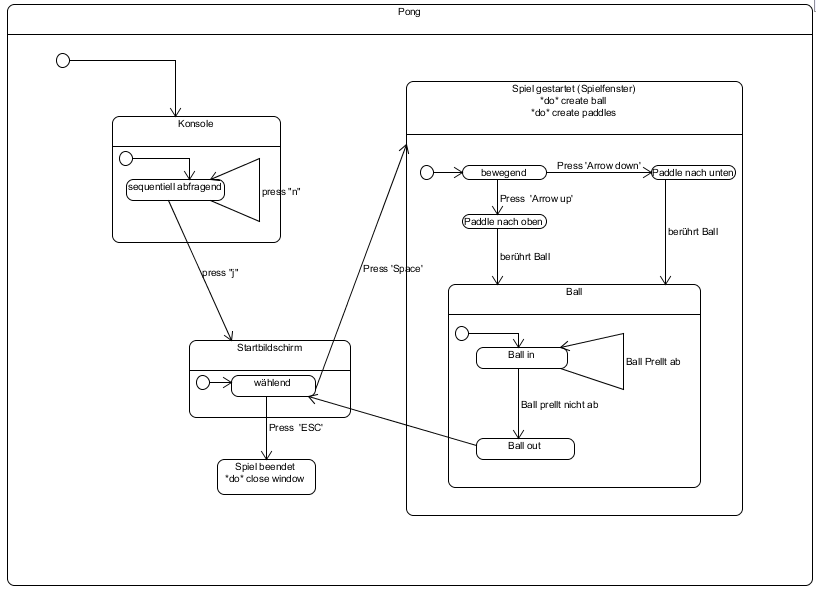 Pong
Konsole
sequentiell abfragend
press "n"
press "j"
Startbildschirm
wählend
Press 'ESC'
Spiel beendet
*do* close window
Press 'Space'
Spiel gestartet (Spielfenster)
*do* create ball
*do* create paddles
bewegend
Press 'Arrow down'
Paddle nach unten
Press 'Arrow up'
Paddle nach oben
berührt Ball
berührt Ball
Ball
Ball in
Ball Prellt ab
Ball prellt nicht ab
Ball out